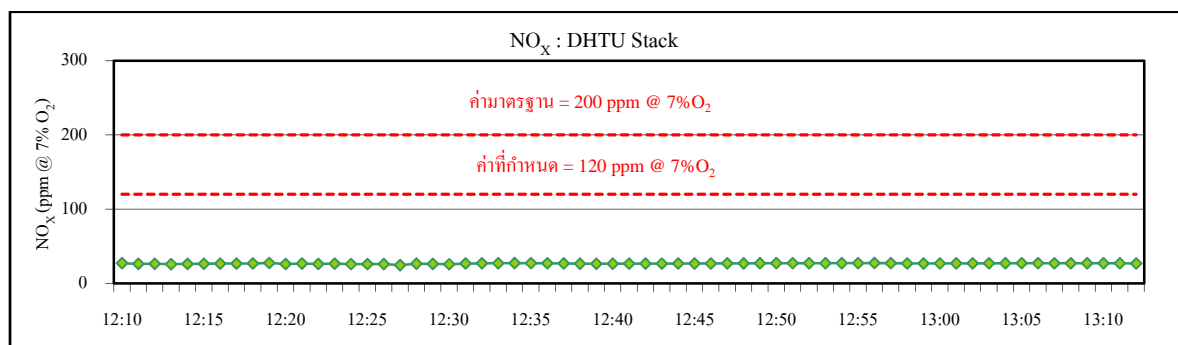 NOX : DHTU Stack
300
ค่ามาตรฐาน = 200 ppm @ 7%O2
200
ค่าที่กำหนด = 120 ppm @ 7%O2
100
0
NOX (ppm @ 7% O2)
12:10 12:15 12:20 12:25 12:30 12:35 12:40 12:45 12:50 12:55 13:00 13:05 13:10